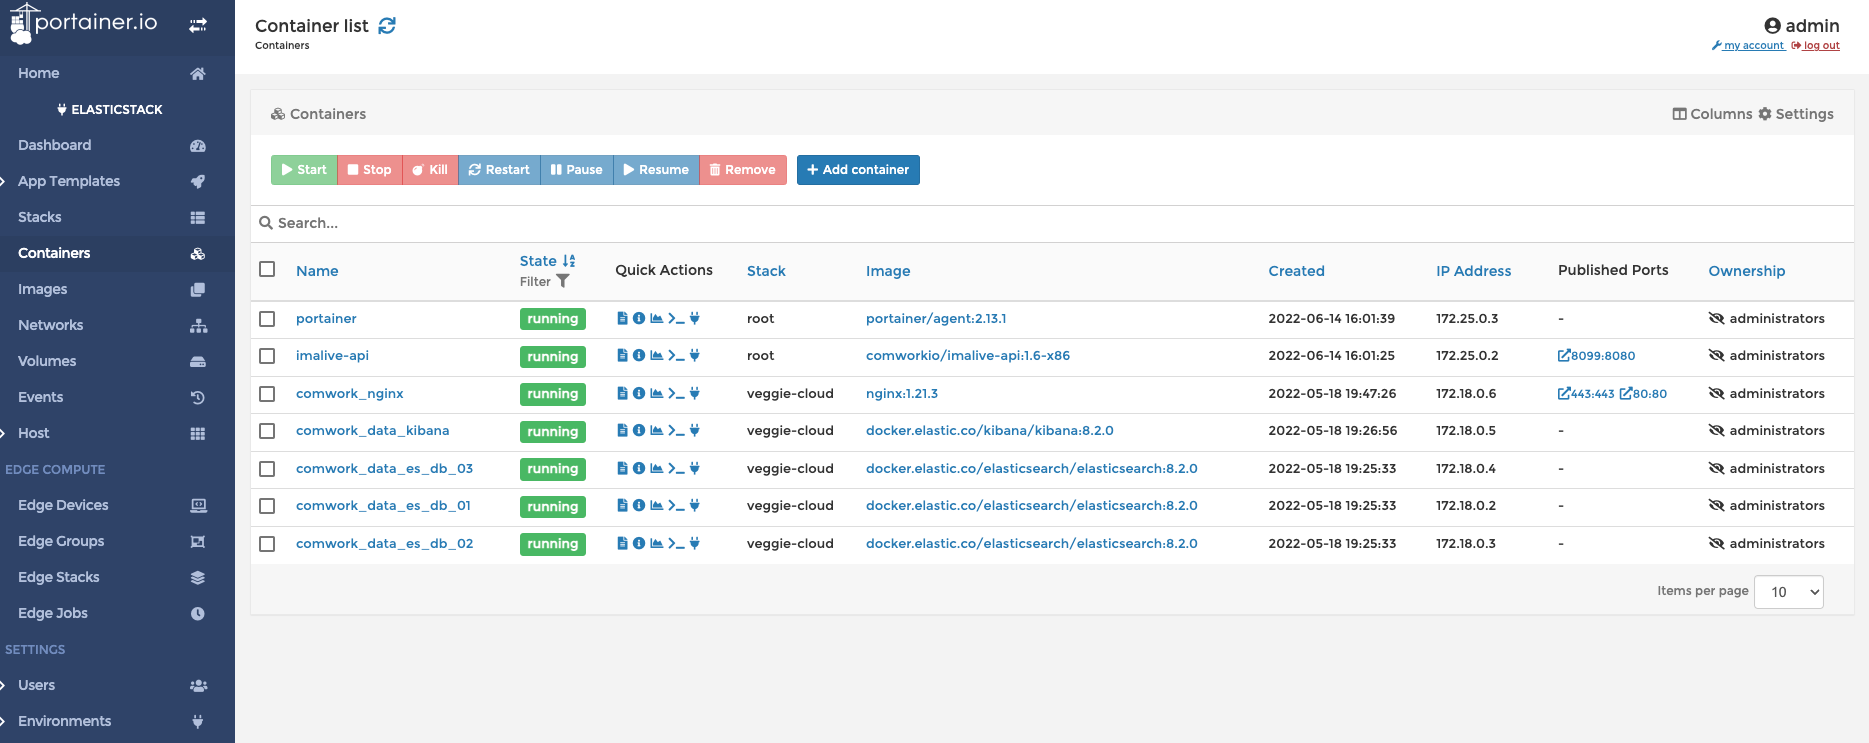 portainer.io
Home
ELASTICSTACK
Dashboard
App Templates
Stacks
Containers
Images
Networks
Volumes
Events
Host
EDGE COMPUTE
Edge Devices
Edge Groups
Edge Stacks
Edge Jobs
SETTINGS
Users
Environments
Container list
Containers
admin
my account log out
Containers
Columns Settings
Start Stop Kill Restart Pause Resume Remove Add container
Search...
Name State Filter Quick Actions Stack Image Created IP Address Published Ports Ownership
portainer running root portainer/agent:2.13.1 2022-06-14 16:01:39 172.25.0.3 - administrators
imalive-api running root comworkio/imalive-api:1.6-x86 2022-06-14 16:01:25 172.25.0.2 8099:8080 administrators
comwork_nginx running veggie-cloud nginx:1.21.3 2022-05-18 19:47:26 172.18.0.6 443:443 80:80 administrators
comwork_data_kibana running veggie-cloud docker.elastic.co/kibana/kibana:8.2.0 2022-05-18 19:26:56 172.18.0.5 - administrators
comwork_data_es_db_03 running veggie-cloud docker.elastic.co/elasticsearch/elasticsearch:8.2.0 2022-05-18 19:25:33 172.18.0.4 - administrators
comwork_data_es_db_01 running veggie-cloud docker.elastic.co/elasticsearch/elasticsearch:8.2.0 2022-05-18 19:25:33 172.18.0.2 - administrators
comwork_data_es_db_02 running veggie-cloud docker.elastic.co/elasticsearch/elasticsearch:8.2.0 2022-05-18 19:25:33 172.18.0.3 - administrators
Items per page 10